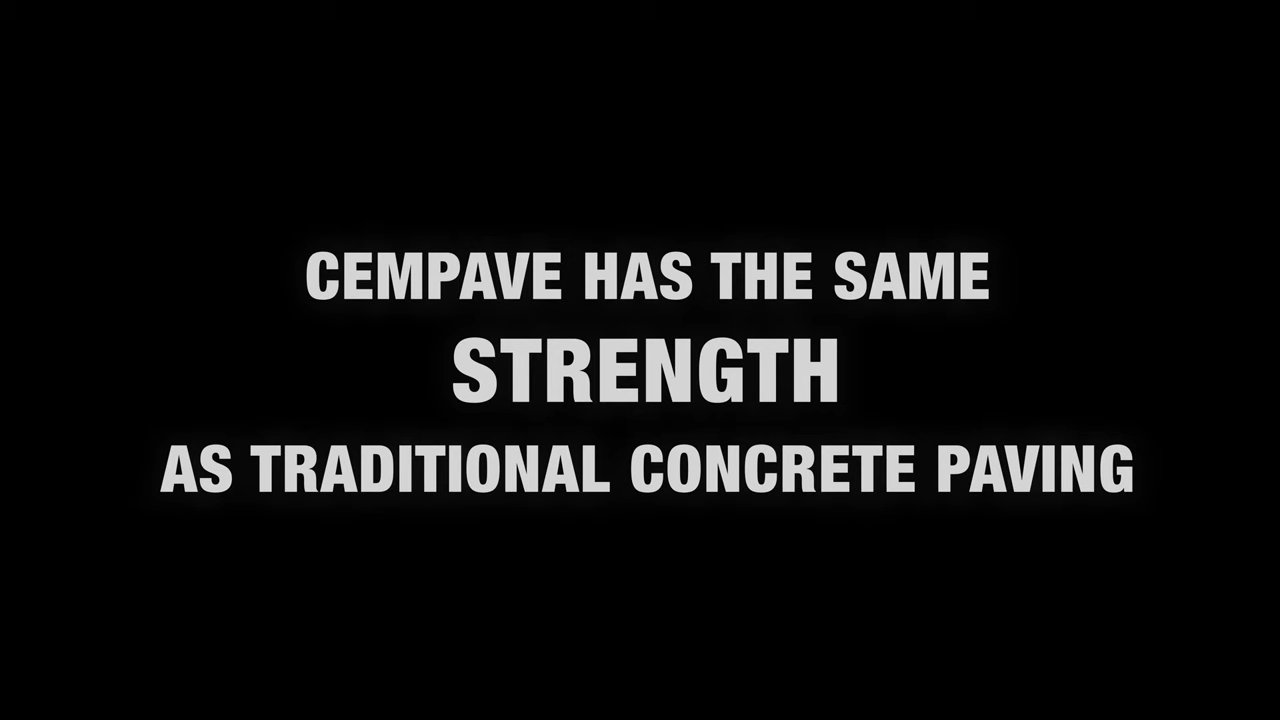 CEMPAVE HAS THE SAME
STRENGTH
AS TRADITIONAL CONCRETE PAVING